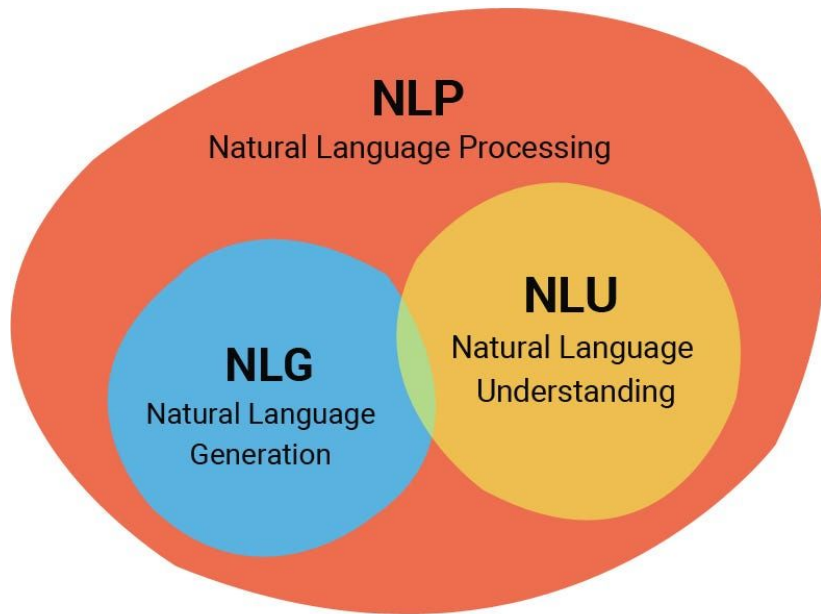 NLP
Natural Language Processing
NLG
Natural Language
Generation
NLU
Natural Language
Understanding